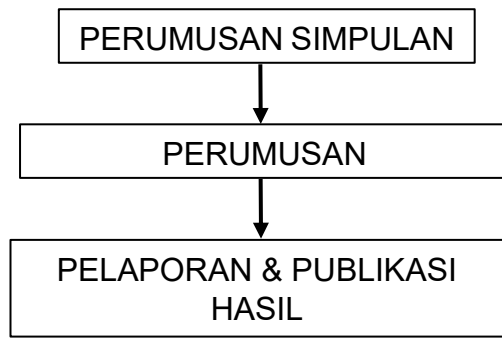 PERUMUSAN SIMPULAN
PERUMUSAN
PELAPORAN & PUBLIKASI
HASIL